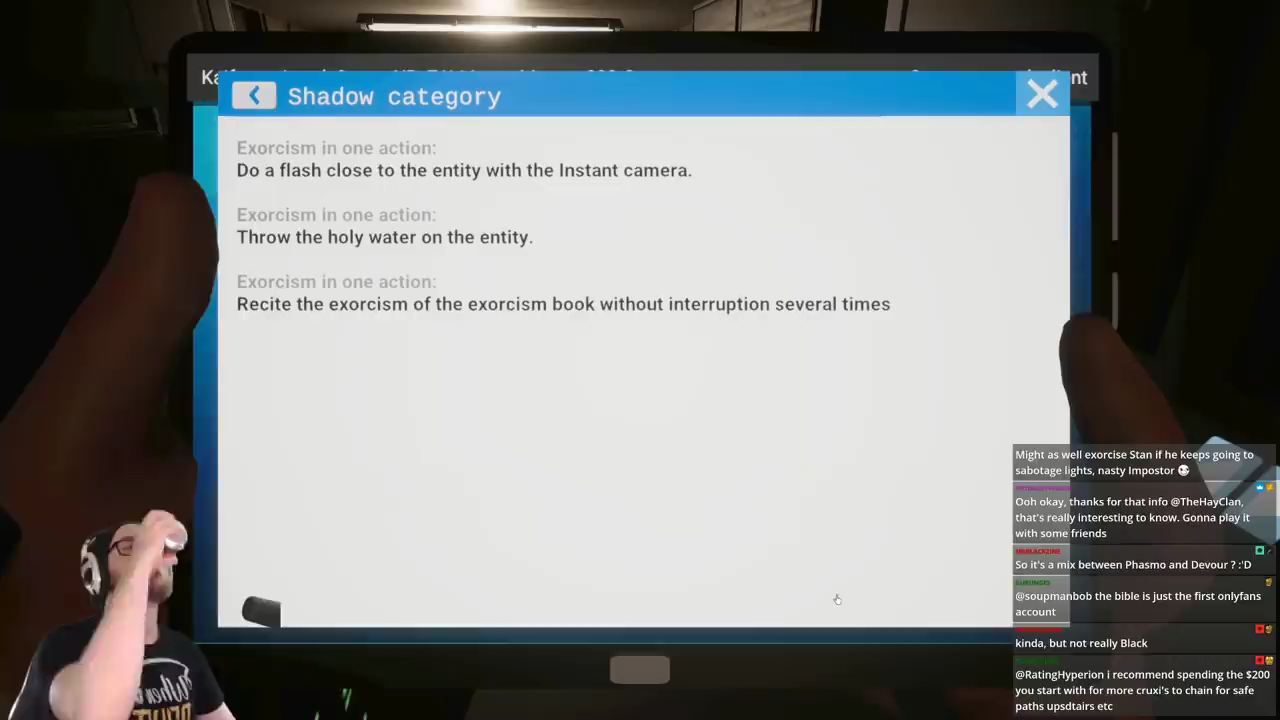 Shadow category
Exorcism in one action:
Do a flash close to the entity with the Instant camera.
Exorcism in one action:
Throw the holy water on the entity.
Exorcism in one action:
Recite the exorcism of the exorcism book without interruption several times
Might as well exorcise Stan if he keeps going to
sabotage lights, nasty Impostor
Ooh okay, thanks for that info @TheHayClan,
that's really interesting to know. Gonna play it
with some friends
So it's a mix between Phasmo and Devour ? :'D
@soupmanbob the bible is just the first onlyfans
account
kinda, but not really Black
@RatingHyperion i recommend spending the $200
you start with for more cruxi's to chain for safe
paths upsdtairs etc